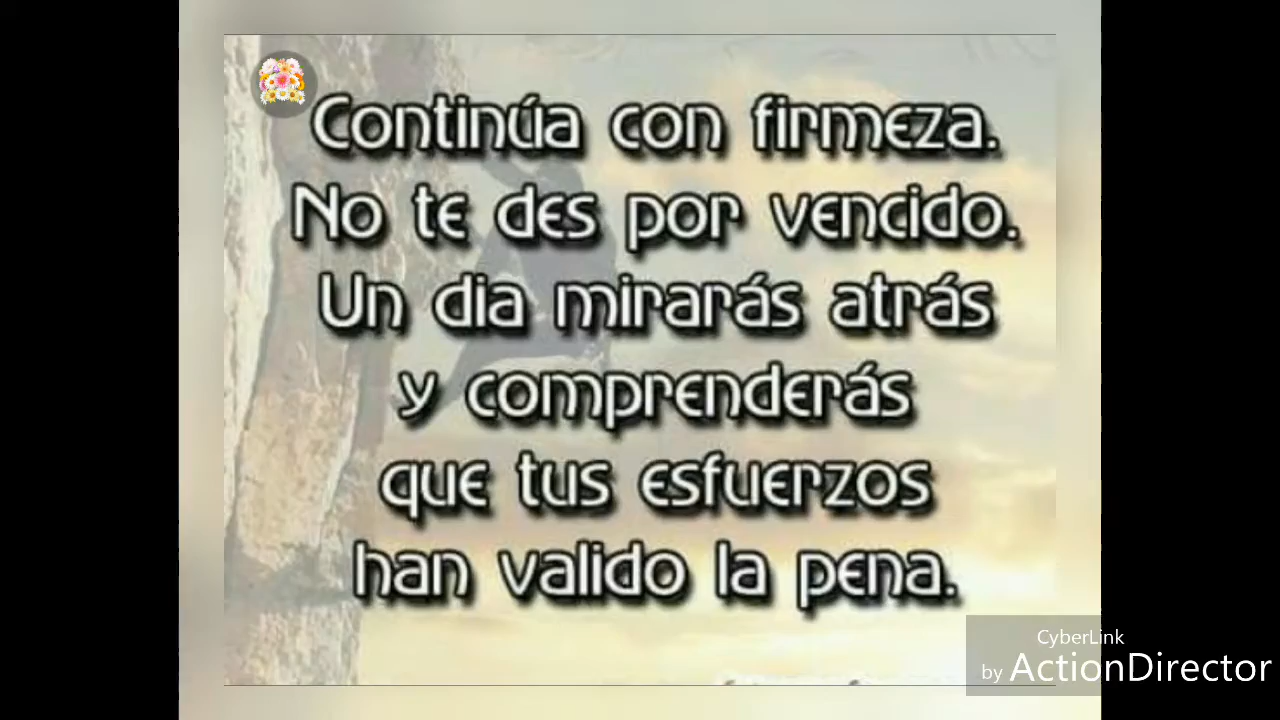 Continúa con firmeza.
No te des por vencido.
Un dia mirarás atrás
y comprenderás
que tus esfuerzos
han valido la pena.
CyberLink
by ActionDirector